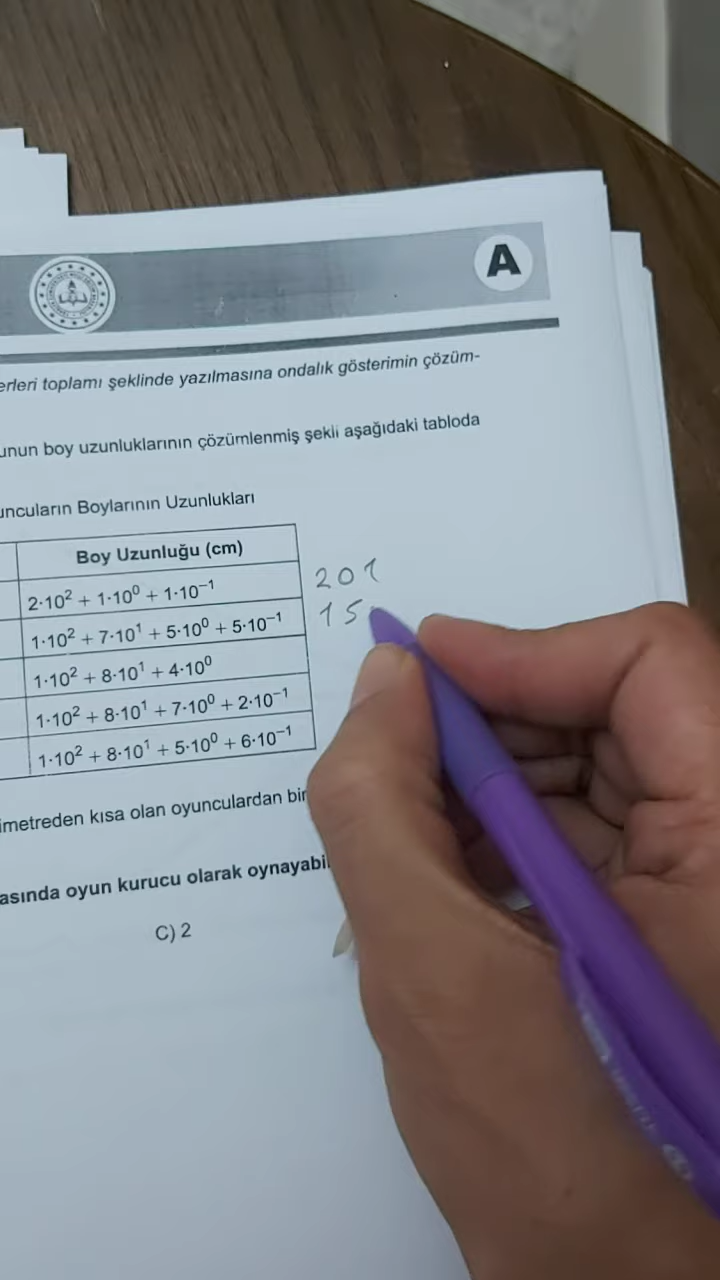 A
erleri toplamı şeklinde yazılmasına ondalık gösterimin çözüm-
unun boy uzunluklarının çözümlenmiş şekli aşağıdaki tabloda
uncuların Boylarının Uzunlukları
Boy Uzunluğu (cm)
2·10² + 1·10⁰ + 1·10⁻¹ 201
1·10² + 7·10¹ + 5·10⁰ + 5·10⁻¹ 15
1·10² + 8·10¹ + 4·10⁰
1·10² + 8·10¹ + 7·10⁰ + 2·10⁻¹
1·10² + 8·10¹ + 5·10⁰ + 6·10⁻¹
imetreden kısa olan oyunculardan bir
asında oyun kurucu olarak oynayabil
C) 2